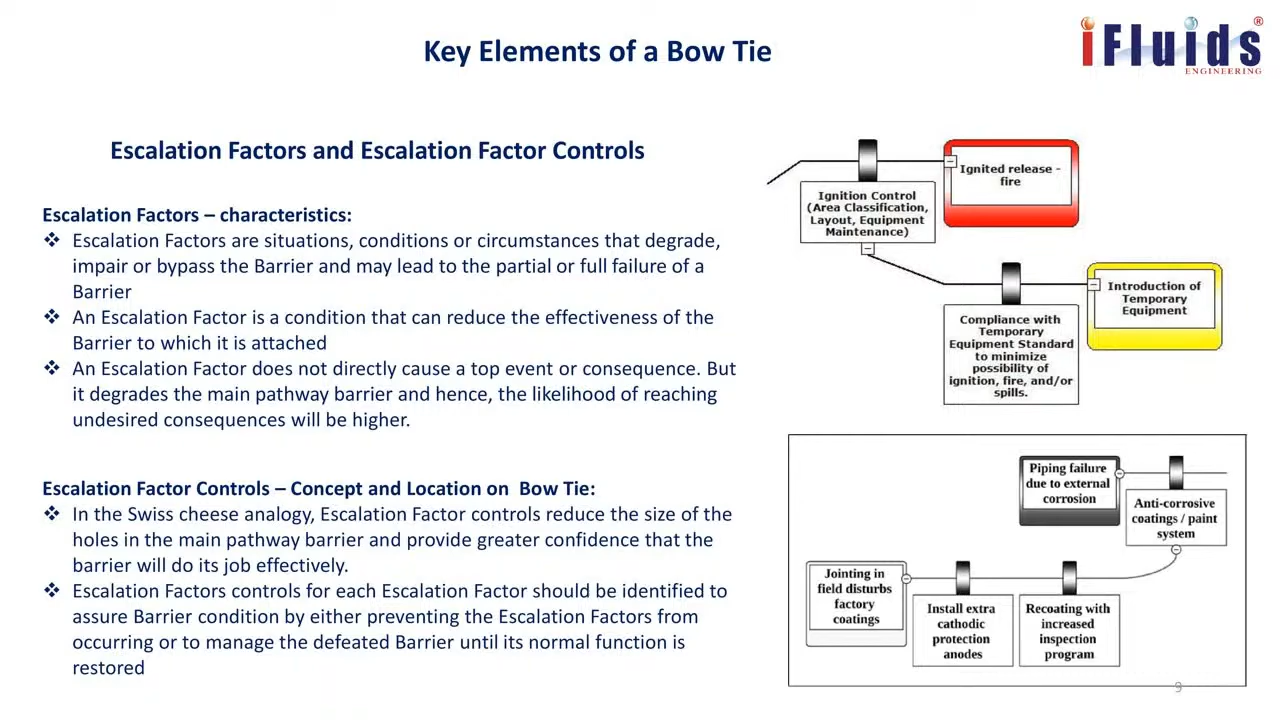 Key Elements of a Bow Tie
iFluids®
ENGINEERING
Escalation Factors and Escalation Factor Controls
Escalation Factors – characteristics:
❖ Escalation Factors are situations, conditions or circumstances that degrade,
impair or bypass the Barrier and may lead to the partial or full failure of a
Barrier
❖ An Escalation Factor is a condition that can reduce the effectiveness of the
Barrier to which it is attached
❖ An Escalation Factor does not directly cause a top event or consequence. But
it degrades the main pathway barrier and hence, the likelihood of reaching
undesired consequences will be higher.
Escalation Factor Controls – Concept and Location on  Bow Tie:
❖ In the Swiss cheese analogy, Escalation Factor controls reduce the size of the
holes in the main pathway barrier and provide greater confidence that the
barrier will do its job effectively.
❖ Escalation Factors controls for each Escalation Factor should be identified to
assure Barrier condition by either preventing the Escalation Factors from
occurring or to manage the defeated Barrier until its normal function is
restored
Ignited release -
fire
Ignition Control
(Area Classification,
Layout, Equipment
Maintenance)
Introduction of
Temporary
Equipment
Compliance with
Temporary
Equipment Standard
to minimize
possibility of
ignition, fire, and/or
spills.
Piping failure
due to external
corrosion
Anti-corrosive
coatings / paint
system
Jointing in
field disturbs
factory
coatings
Install extra
cathodic
protection
anodes
Recoating with
increased
inspection
program
9